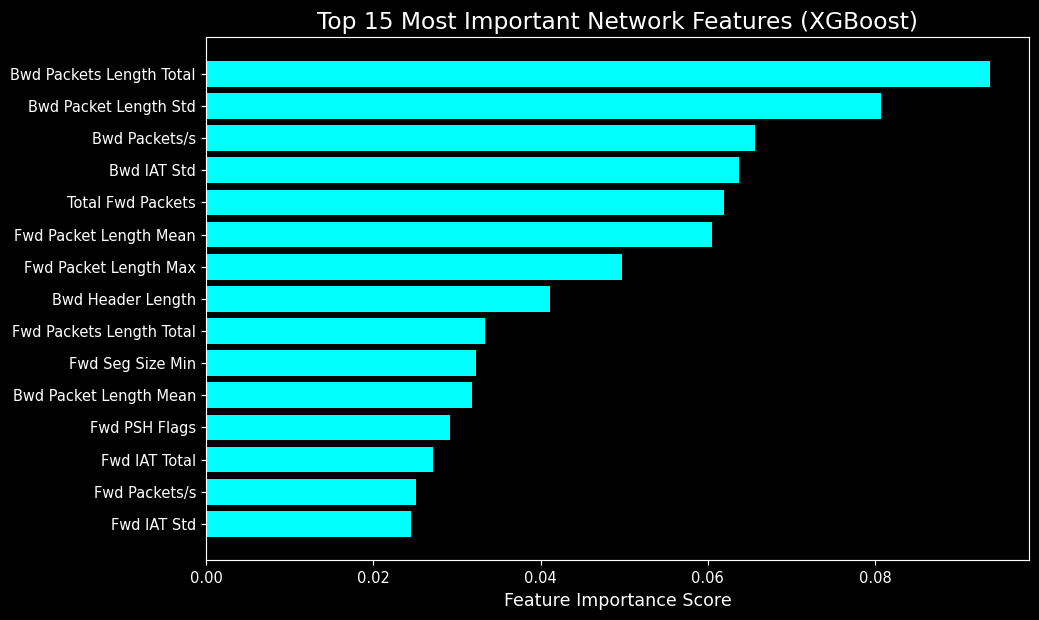 Top 15 Most Important Network Features (XGBoost)
Bwd Packets Length Total
Bwd Packet Length Std
Bwd Packets/s
Bwd IAT Std
Total Fwd Packets
Fwd Packet Length Mean
Fwd Packet Length Max
Bwd Header Length
Fwd Packets Length Total
Fwd Seg Size Min
Bwd Packet Length Mean
Fwd PSH Flags
Fwd IAT Total
Fwd Packets/s
Fwd IAT Std
0.00 0.02 0.04 0.06 0.08
Feature Importance Score